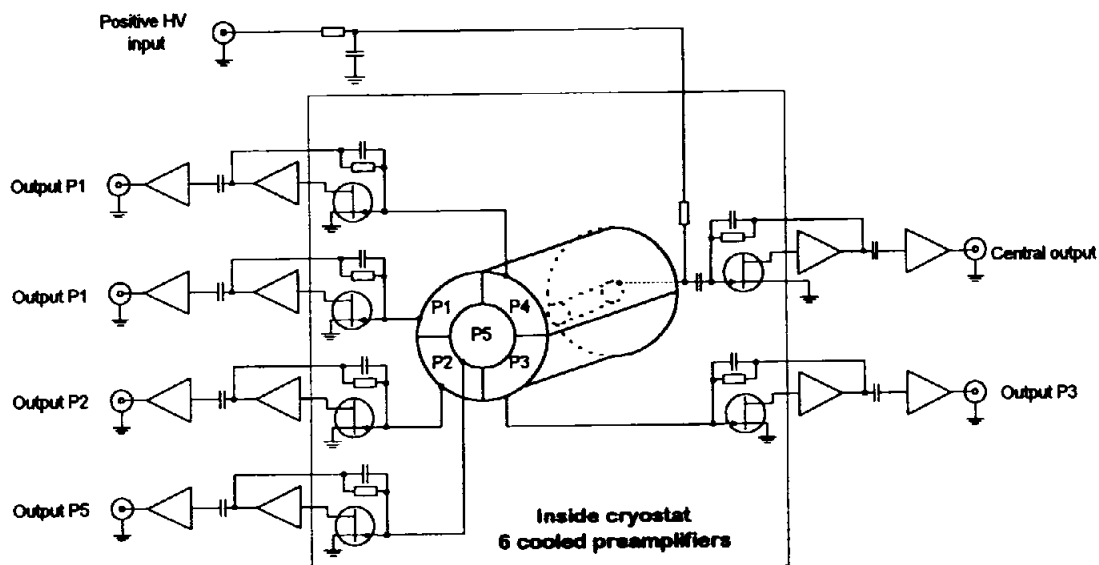 Positive HV
input
Output P1
Output P1
Output P2
Output P5
P1
P4
P5
P2
P3
Central output
Output P3
Inside cryostat
6 cooled preamplifiers